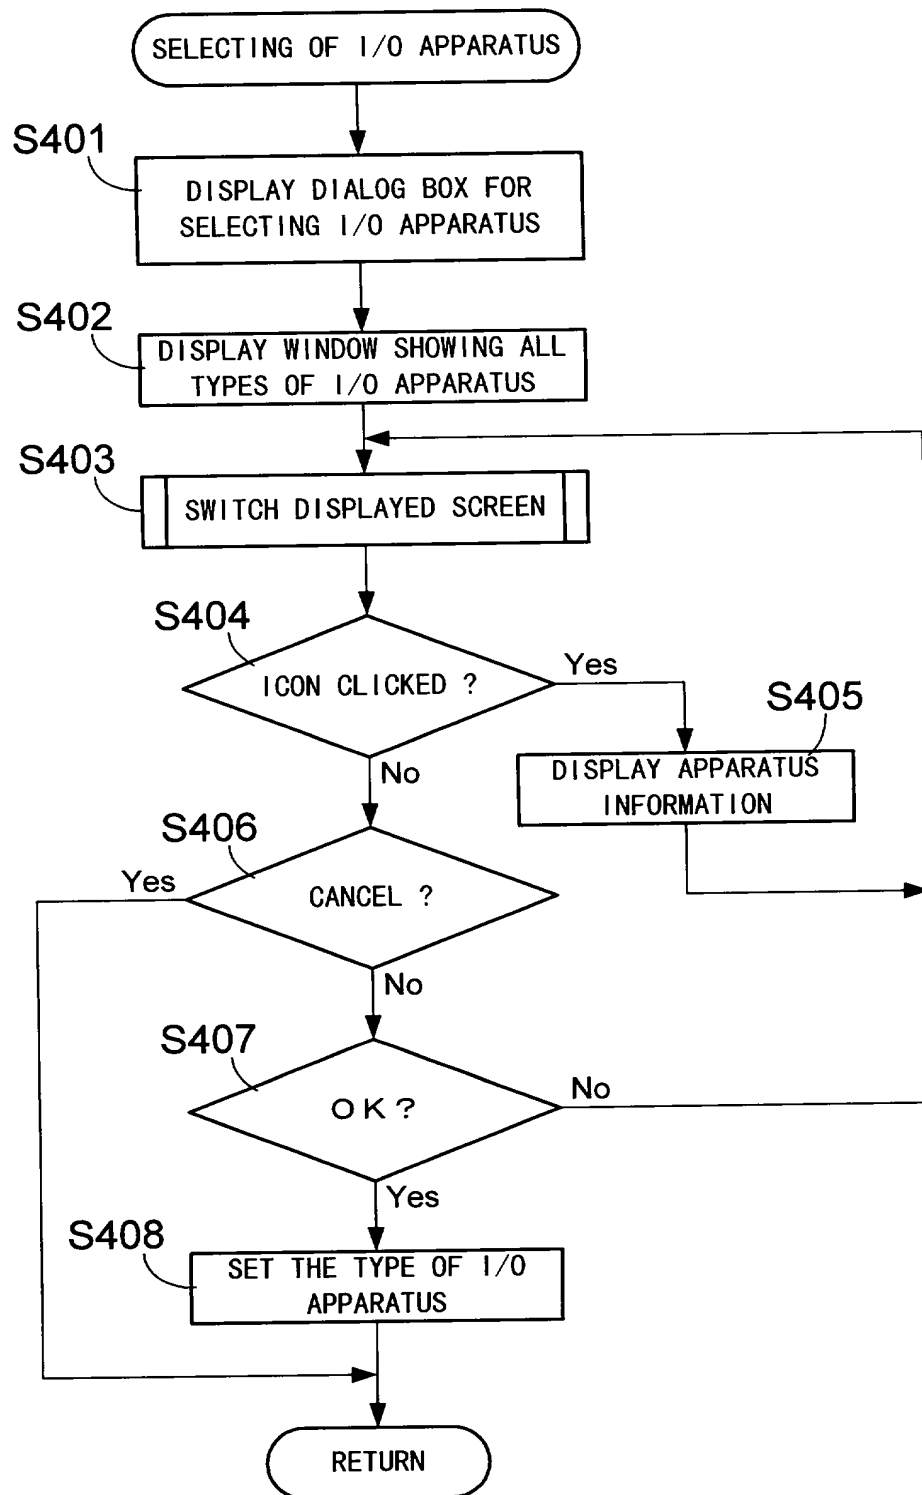 SELECTING OF I/O APPARATUS
S401
DISPLAY DIALOG BOX FOR
SELECTING I/O APPARATUS
S402
DISPLAY WINDOW SHOWING ALL
TYPES OF I/O APPARATUS
S403
SWITCH DISPLAYED SCREEN
S404
ICON CLICKED ?
Yes
S405
No
DISPLAY APPARATUS
INFORMATION
S406
Yes
CANCEL ?
No
S407
OK?
No
Yes
S408
SET THE TYPE OF I/O
APPARATUS
RETURN